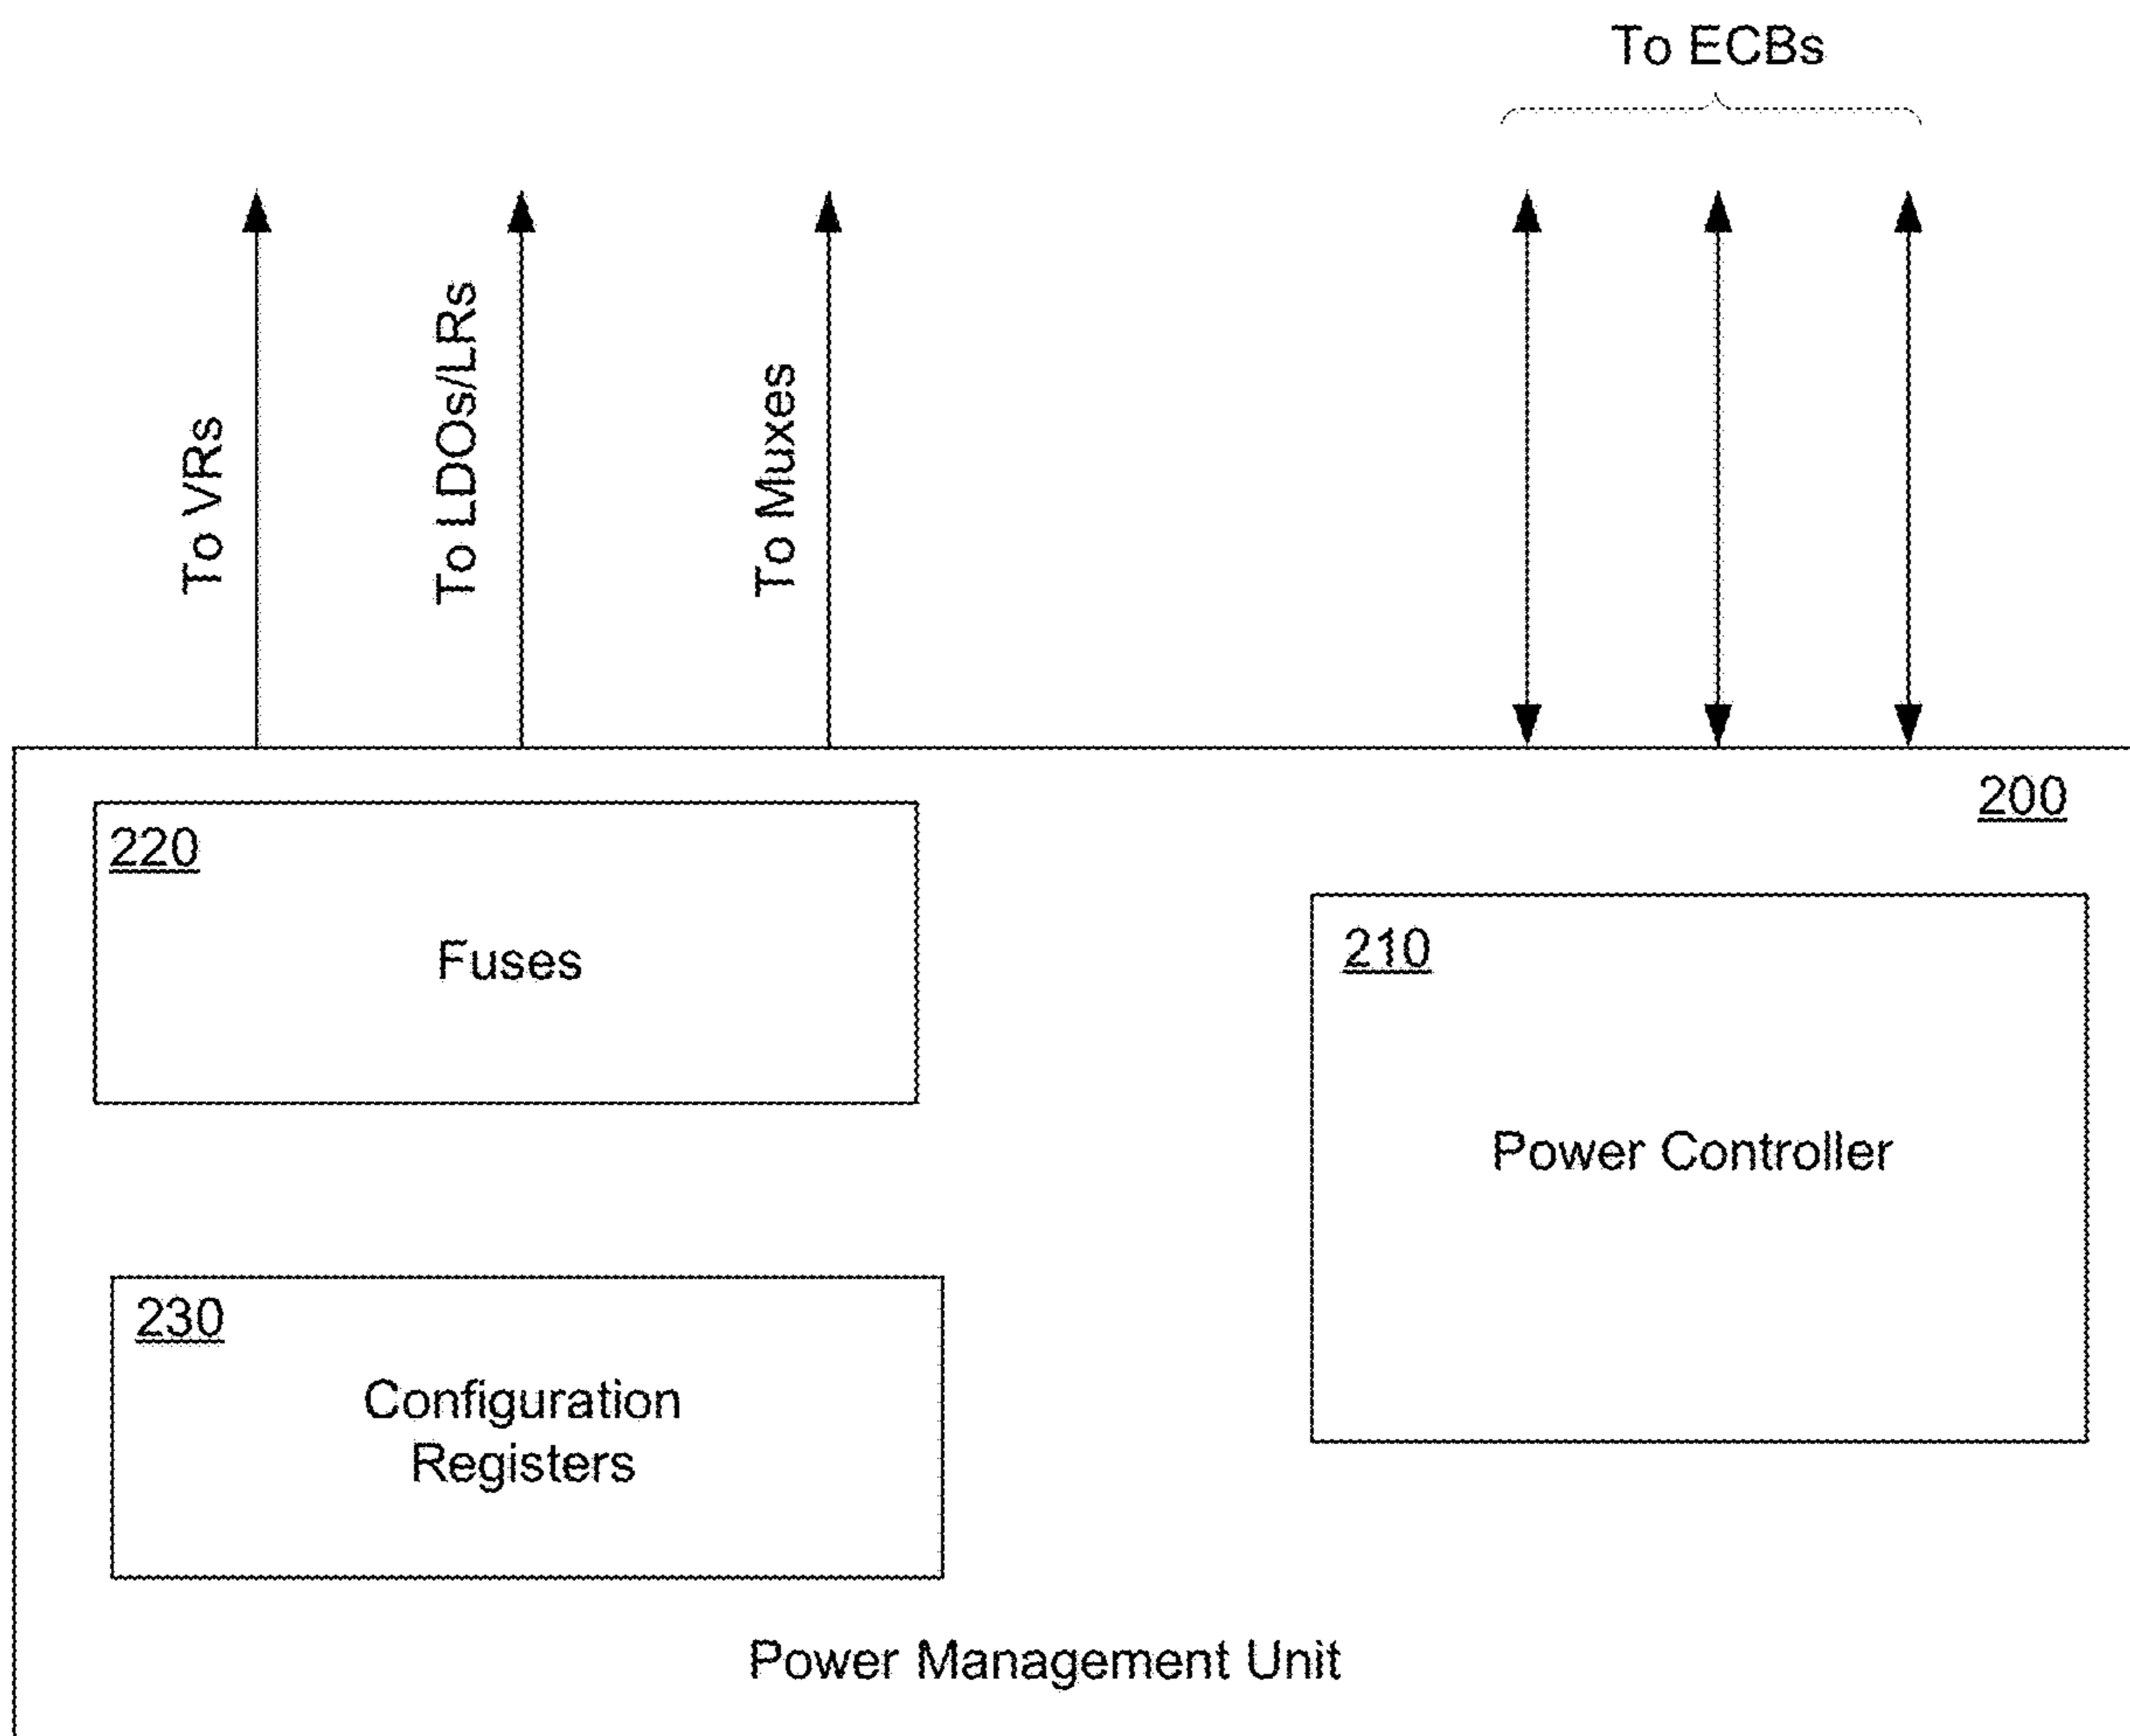 To ECBs
To VRs
To LDOs/LRs
To Muxes
200
220
Fuses
210
Power Controller
230
Configuration
Registers
Power Management Unit